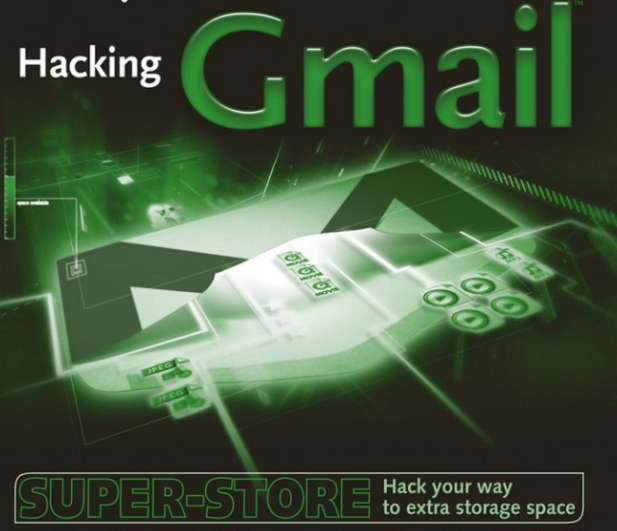 Hacking Gmail™
space available
MOVIE
MOVIE
MOVIE
JPEG
JPEG
SUPER-STORE
Hack your way
to extra storage space